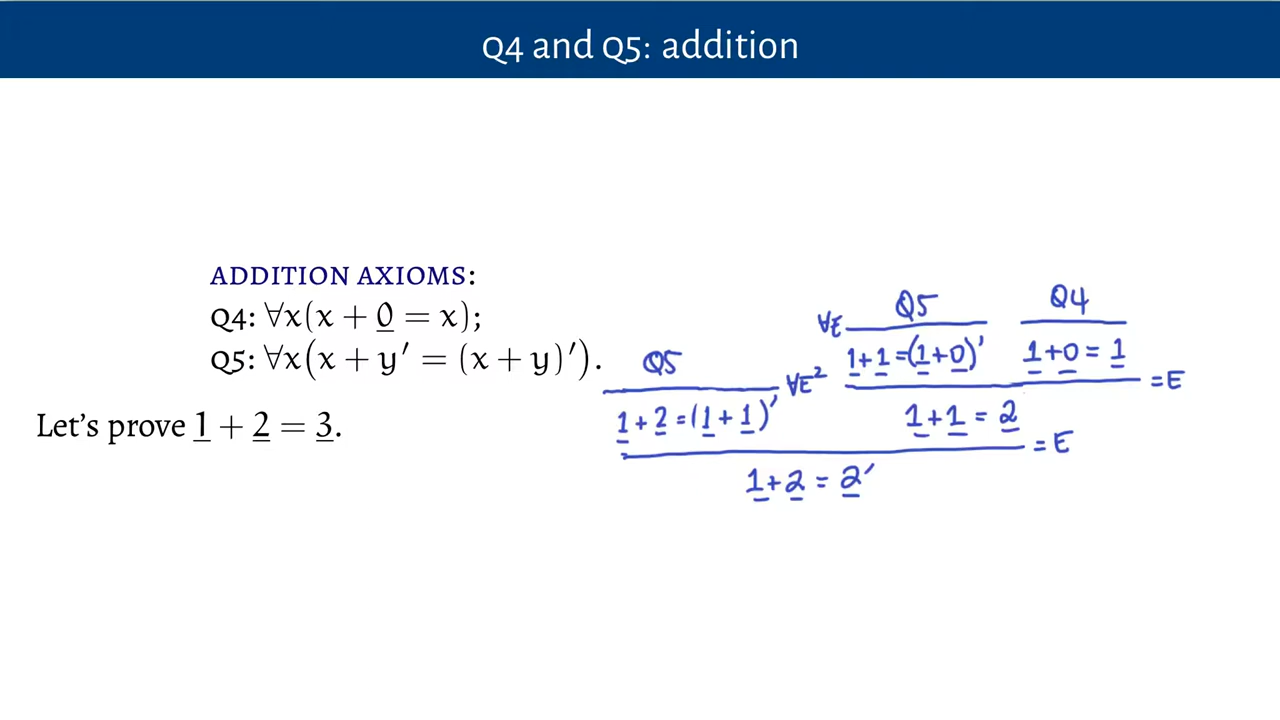 Q4 and Q5: addition
ADDITION AXIOMS:
Q4: ∀x(x + 0 = x);
Q5: ∀x(x + y′ = (x + y)′).
Let's prove 1 + 2 = 3.
Q5 Q4
∀E
1+1=(1+0)′ 1+0=1
Q5
∀E² =E
1+2=(1+1)′ 1+1=2
=E
1+2=2′